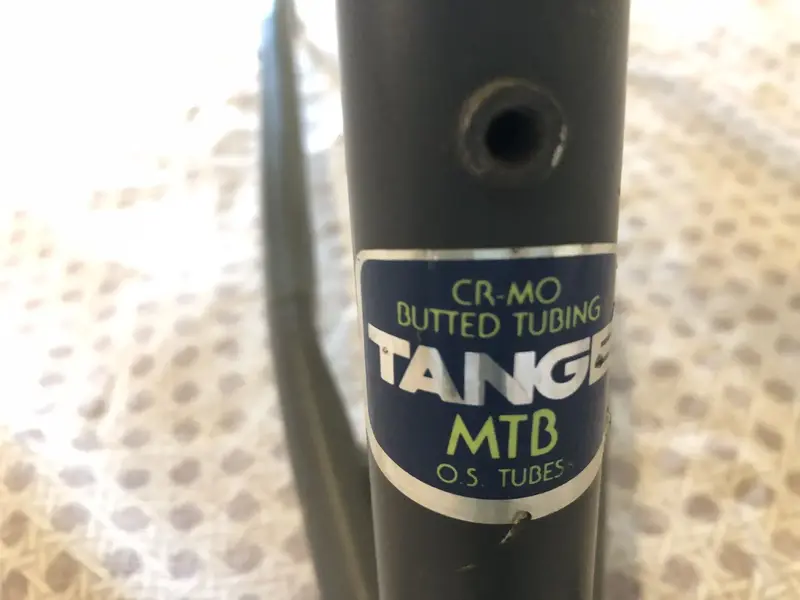 CR-MO
BUTTED TUBING
TANGE
MTB
O.S. TUBES